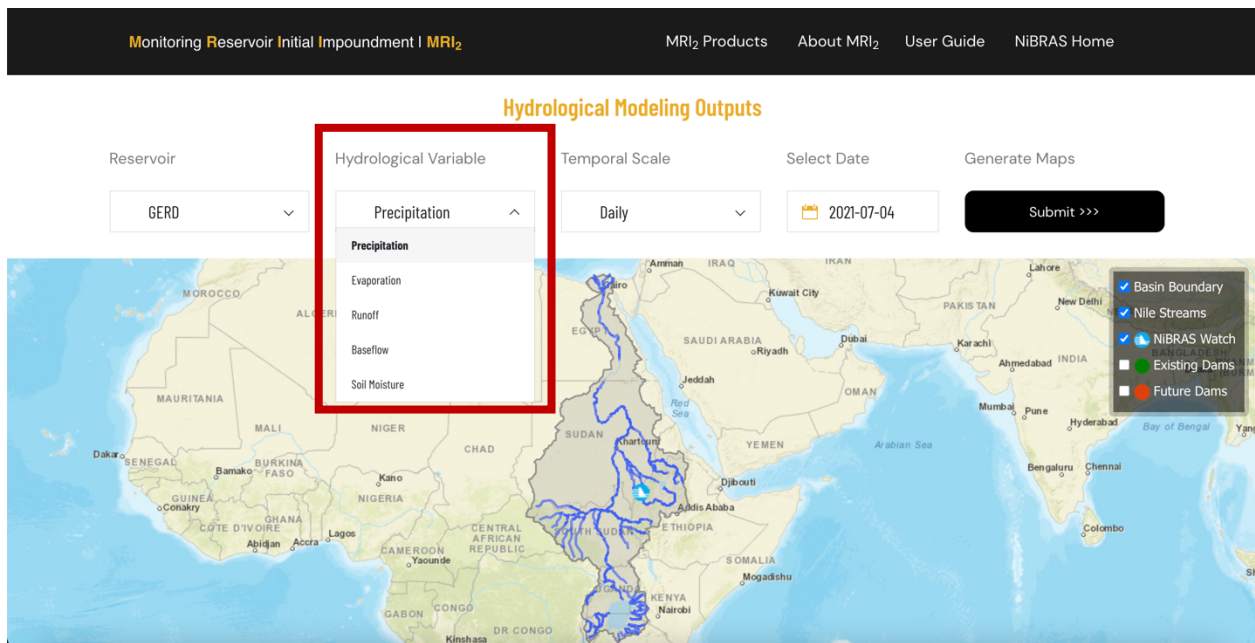 Monitoring Reservoir Initial Impoundment | MRI2
MRI2 Products About MRI2 User Guide NiBRAS Home
Hydrological Modeling Outputs
Reservoir
Hydrological Variable
Temporal Scale
Select Date
Generate Maps
GERD
Precipitation
Daily
2021-07-04
Submit >>>
Precipitation
Evaporation
Runoff
Baseflow
Soil Moisture
Basin Boundary
Nile Streams
NiBRAS Watch
Existing Dams
Future Dams
Amman
IRAQ
IRAN
Lahore
MOROCCO
Kuwait City
PAKISTAN
New Delhi
EGYPT
SAUDI ARABIA
Riyadh
Dubai
Karachi
Ahmedabad
INDIA
BANGLADESH
Jeddah
OMAN
MAURITANIA
Red
Sea
Mumbai
Pune
Hyderabad
Bay of Bengal
MALI
NIGER
SUDAN
Khartoum
YEMEN
Arabian Sea
CHAD
Dakar
SENEGAL
Bamako
BURKINA
FASO
Kano
Djibouti
Bengaluru
Chennai
GUINEA
Conakry
NIGERIA
Addis Ababa
GHANA
COTE D'IVOIRE
Abidjan
Accra
Lagos
CENTRAL
AFRICAN
REPUBLIC
SOUTH SUDAN
ETHIOPIA
Colombo
CAMEROON
Yaounde
SOMALIA
Mogadishu
UGANDA
KENYA
Nairobi
GABON
CONGO
DR CONGO
Kinshasa